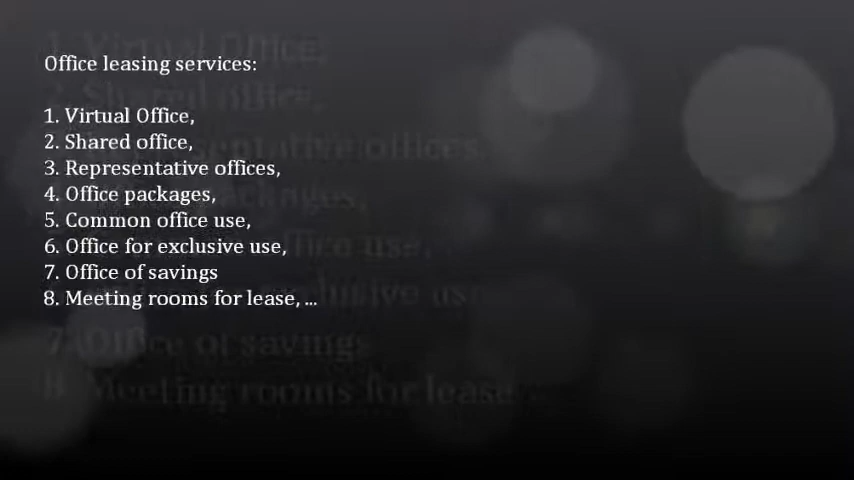 Office leasing services:
1. Virtual Office,
2. Shared office,
3. Representative offices,
4. Office packages,
5. Common office use,
6. Office for exclusive use,
7. Office of savings
8. Meeting rooms for lease, ...